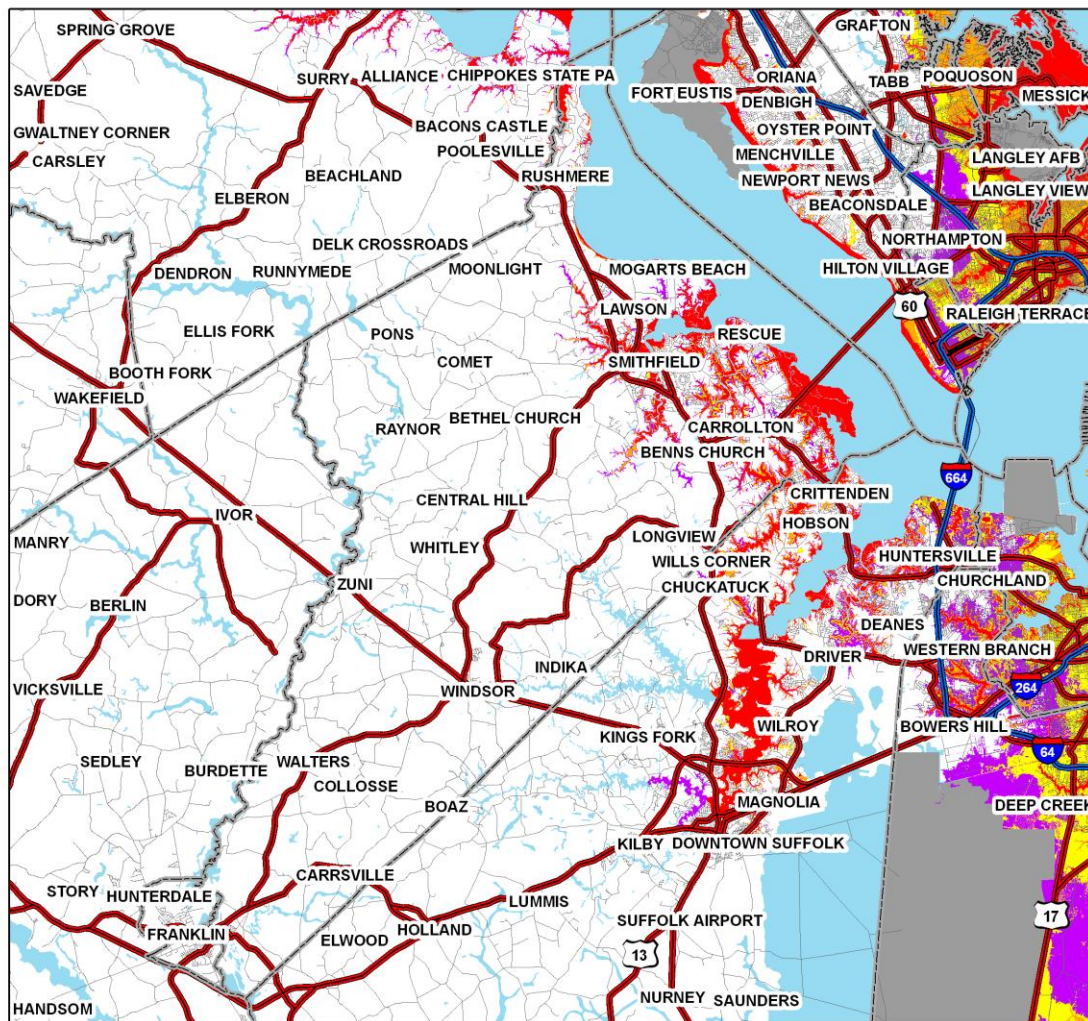 GRAFTON
SPRING GROVE
SURRY
ALLIANCE
CHIPPOKES STATE PA
ORIANA
TABB
POQUOSON
SAVEDGE
FORT EUSTIS
DENBIGH
MESSICK
GWALTNEY CORNER
BACONS CASTLE
OYSTER POINT
CARSLEY
POOLESVILLE
MENCHVILLE
LANGLEY AFB
BEACHLAND
RUSHMERE
NEWPORT NEWS
LANGLEY VIEW
ELBERON
BEACONSDALE
DELK CROSSROADS
NORTHAMPTON
DENDRON
RUNNYMEDE
MOONLIGHT
MOGARTS BEACH
HILTON VILLAGE
60
LAWSON
RALEIGH TERRACE
ELLIS FORK
PONS
RESCUE
COMET
SMITHFIELD
BOOTH FORK
WAKEFIELD
BETHEL CHURCH
RAYNOR
CARROLLTON
BENNS CHURCH
664
CENTRAL HILL
CRITTENDEN
IVOR
HOBSON
MANRY
WHITLEY
LONGVIEW
HUNTERSVILLE
WILLS CORNER
ZUNI
CHUCKATUCK
CHURCHLAND
DORY
BERLIN
DEANES
WESTERN BRANCH
DRIVER
INDIKA
VICKSVILLE
WINDSOR
264
WILROY
BOWERS HILL
KINGS FORK
64
SEDLEY
BURDETTE
WALTERS
COLLOSSE
BOAZ
MAGNOLIA
DEEP CREEK
KILBY
DOWNTOWN SUFFOLK
CARRSVILLE
STORY
HUNTERDALE
LUMMIS
17
SUFFOLK AIRPORT
FRANKLIN
HOLLAND
ELWOOD
13
NURNEY
SAUNDERS
HANDSOM